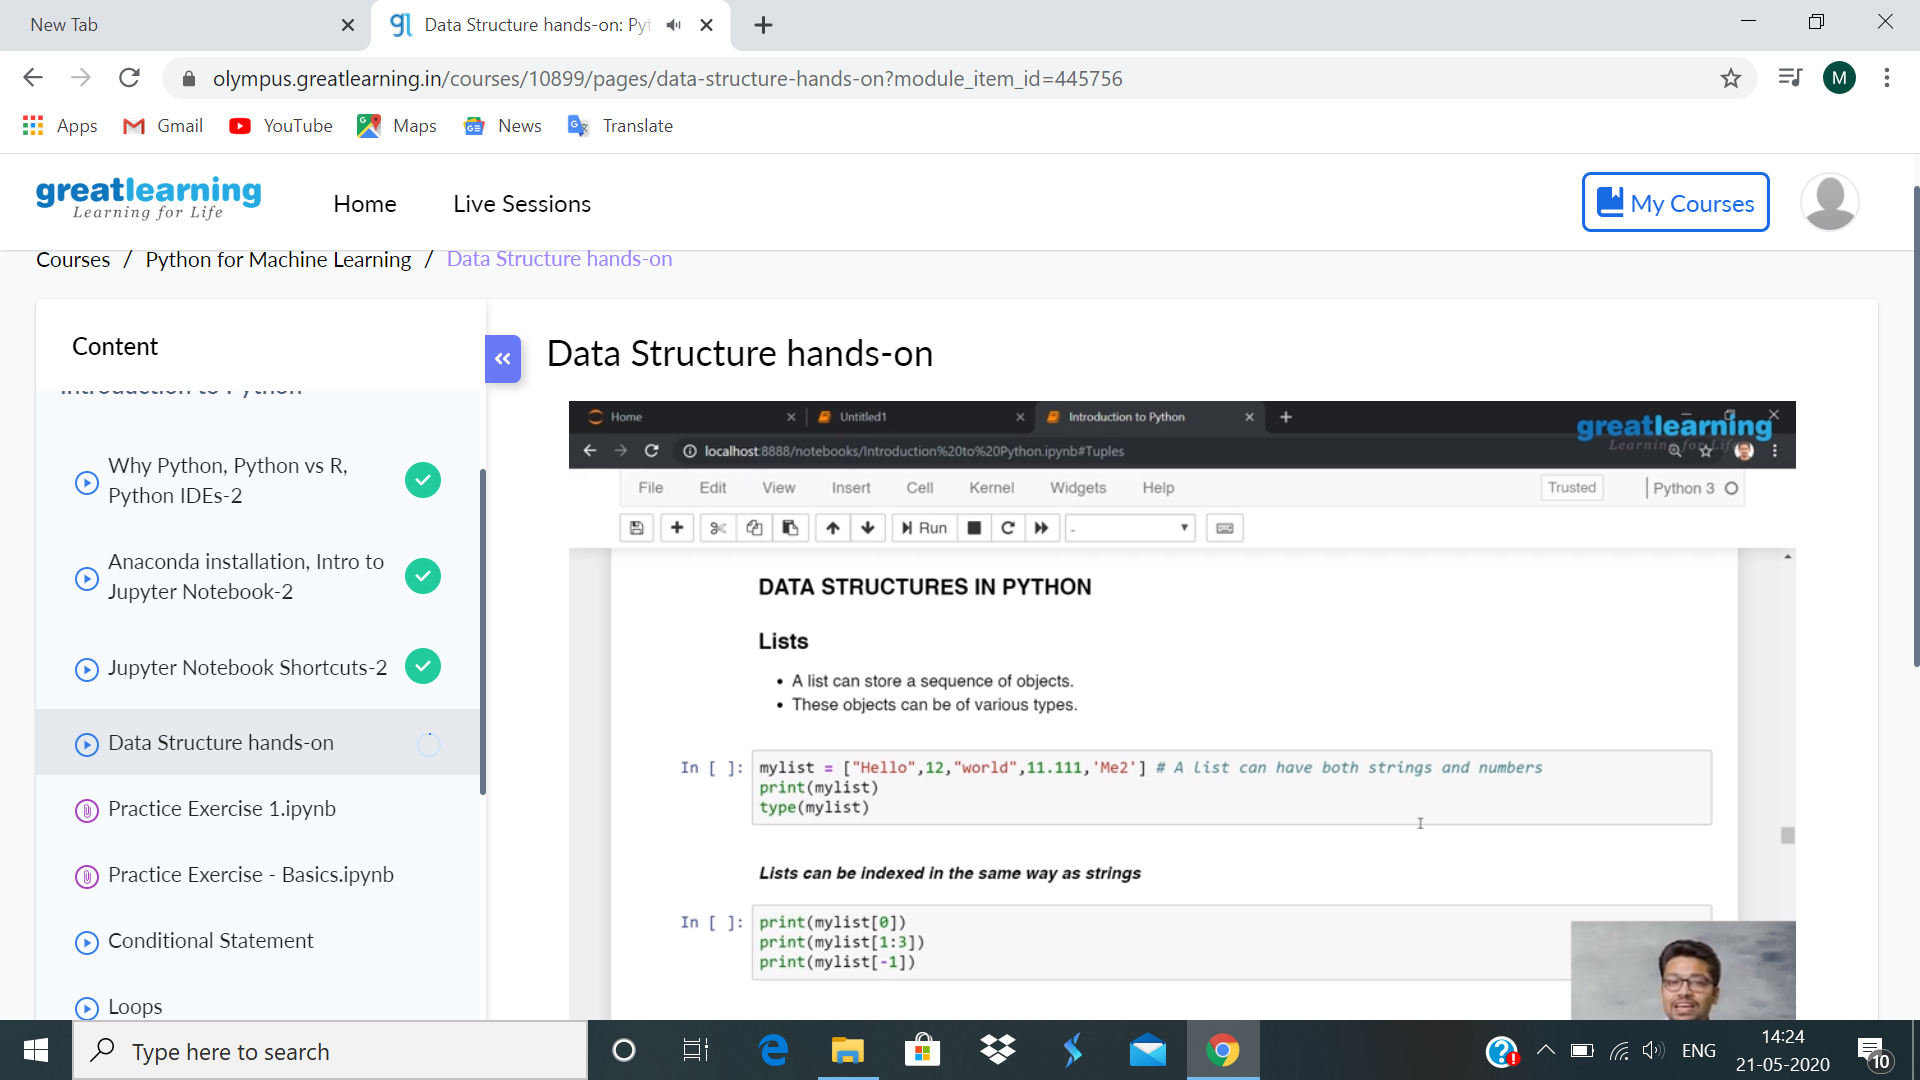 New Tab
Data Structure hands-on: Pyt
olympus.greatlearning.in/courses/10899/pages/data-structure-hands-on?module_item_id=445756
M
Apps
Gmail
YouTube
Maps
News
Translate
greatlearning
Learning for Life
Home
Live Sessions
My Courses
Courses / Python for Machine Learning / Data Structure hands-on
Content
Introduction to Python
Why Python, Python vs R,
Python IDEs-2
Anaconda installation, Intro to
Jupyter Notebook-2
Jupyter Notebook Shortcuts-2
Data Structure hands-on
Practice Exercise 1.ipynb
Practice Exercise - Basics.ipynb
Conditional Statement
Loops
Data Structure hands-on
Home
Untitled1
Introduction to Python
greatlearning
Learning for Life
localhost:8888/notebooks/Introduction%20to%20Python.ipynb#Tuples
File Edit View Insert Cell Kernel Widgets Help
Trusted
Python 3
Run
-
DATA STRUCTURES IN PYTHON
Lists
• A list can store a sequence of objects.
• These objects can be of various types.
In [ ]: mylist = ["Hello",12,"world",11.111,'Me2'] # A list can have both strings and numbers
print(mylist)
type(mylist)
Lists can be indexed in the same way as strings
In [ ]: print(mylist[0])
print(mylist[1:3])
print(mylist[-1])
Type here to search
ENG
14:24
21-05-2020
10